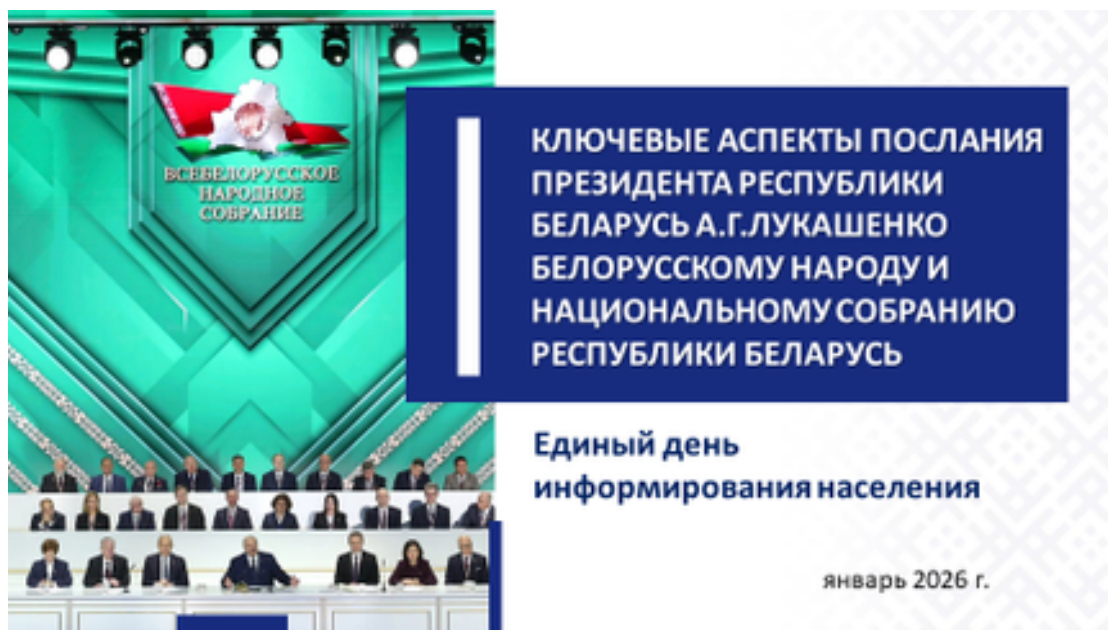 ВСЕБЕЛОРУССКОЕ
НАРОДНОЕ
СОБРАНИЕ
КЛЮЧЕВЫЕ АСПЕКТЫ ПОСЛАНИЯ
ПРЕЗИДЕНТА РЕСПУБЛИКИ
БЕЛАРУСЬ А.Г.ЛУКАШЕНКО
БЕЛОРУССКОМУ НАРОДУ И
НАЦИОНАЛЬНОМУ СОБРАНИЮ
РЕСПУБЛИКИ БЕЛАРУСЬ
Единый день
информирования населения
январь 2026 г.